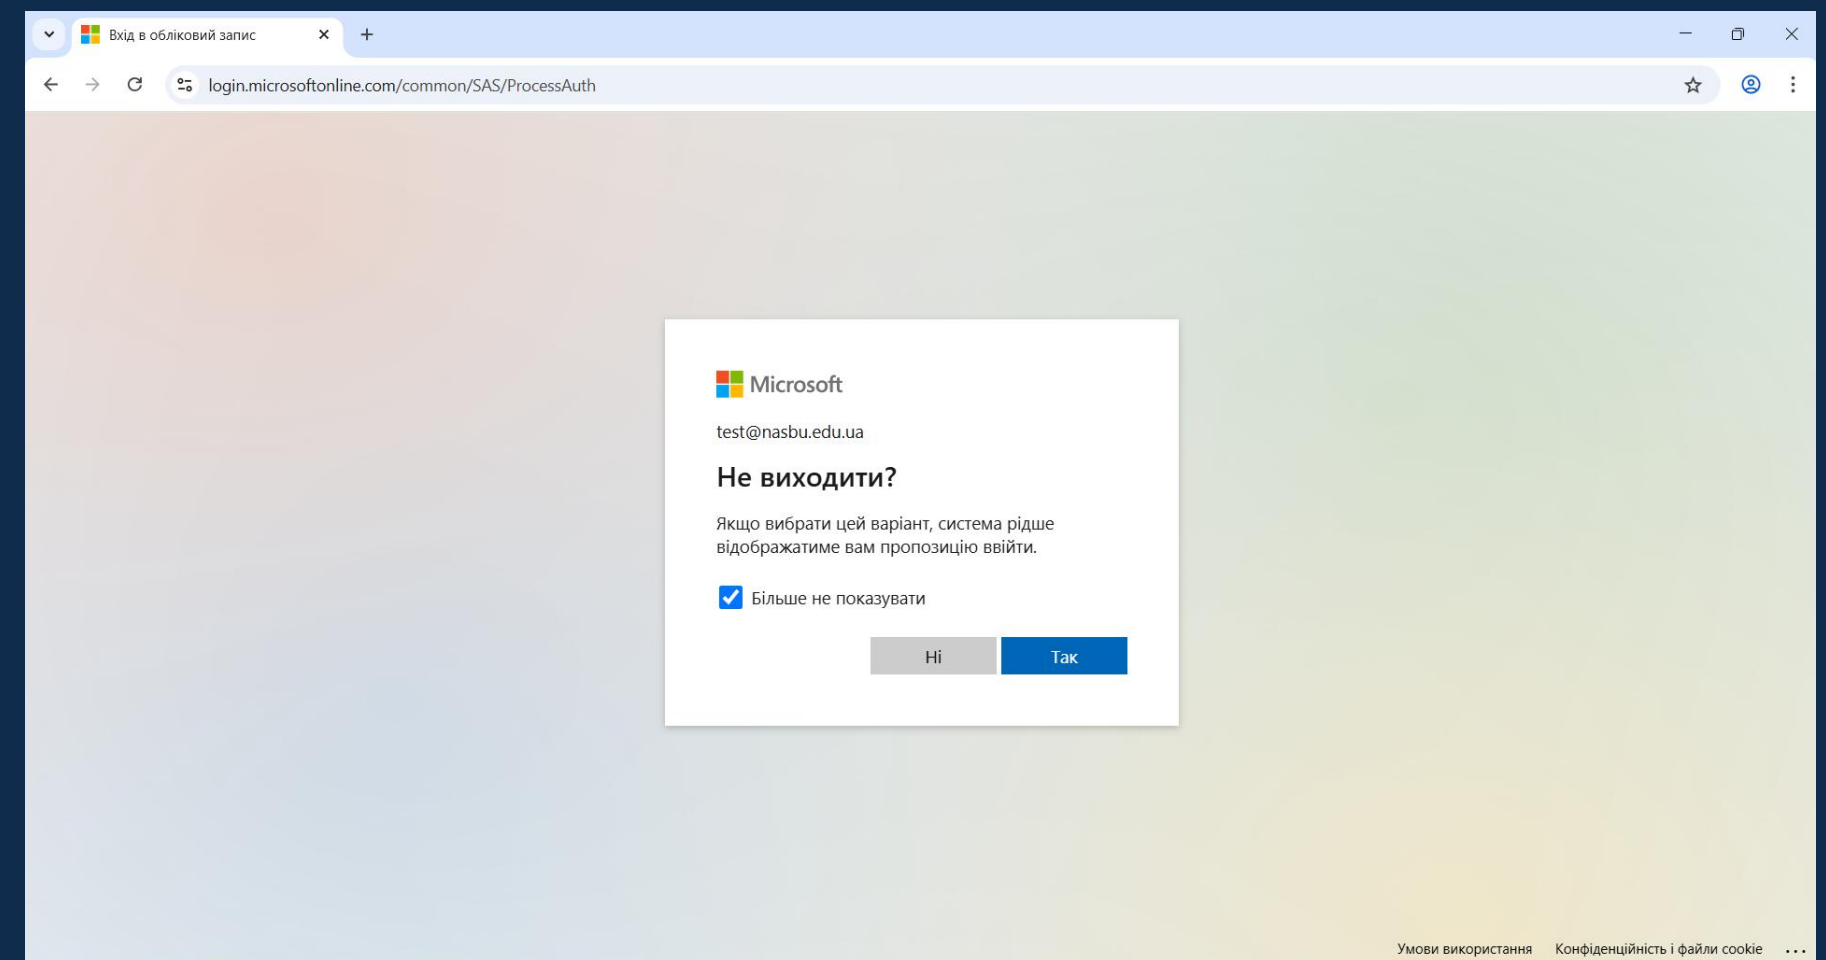 Вхід в обліковий запис
login.microsoftonline.com/common/SAS/ProcessAuth
Microsoft
test@nasbu.edu.ua
Не виходити?
Якщо вибрати цей варіант, система рідше
відображатиме вам пропозицію ввійти.
Більше не показувати
Ні
Так
Умови використання
Конфіденційність і файли cookie